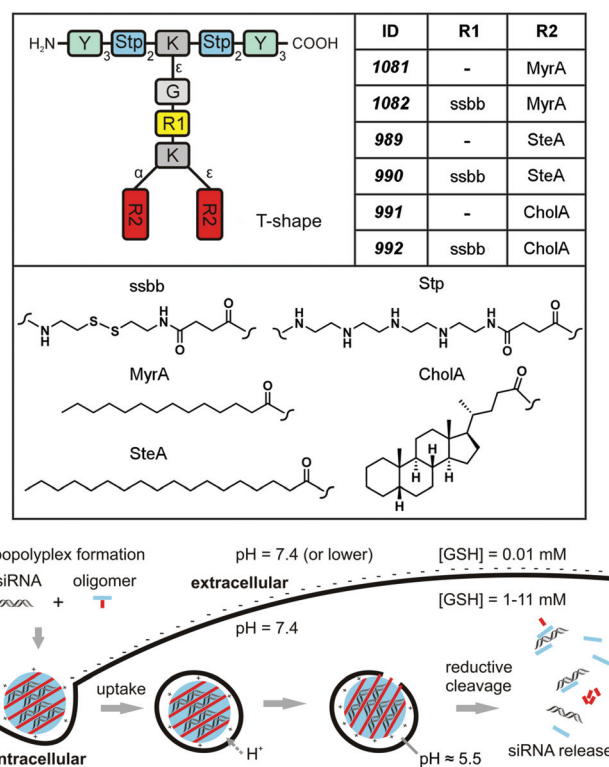 H₂N Y 3 Stp 2 K Stp 2 Y 3 COOH
ε
G
R1
K
α ε
R2 R2
T-shape
ID R1 R2
1081 - MyrA
1082 ssbb MyrA
989 - SteA
990 ssbb SteA
991 - CholA
992 ssbb CholA
ssbb Stp
N H S S H N O O N H H N N H H N H N O O
MyrA CholA
O O
SteA
O
H H H H
opolyplex formation pH = 7.4 (or lower) [GSH] = 0.01 mM
siRNA + oligomer extracellular
[GSH] = 1-11 mM
pH = 7.4
uptake
reductive
cleavage
H⁺
pH ≈ 5.5 siRNA release
ntracellular